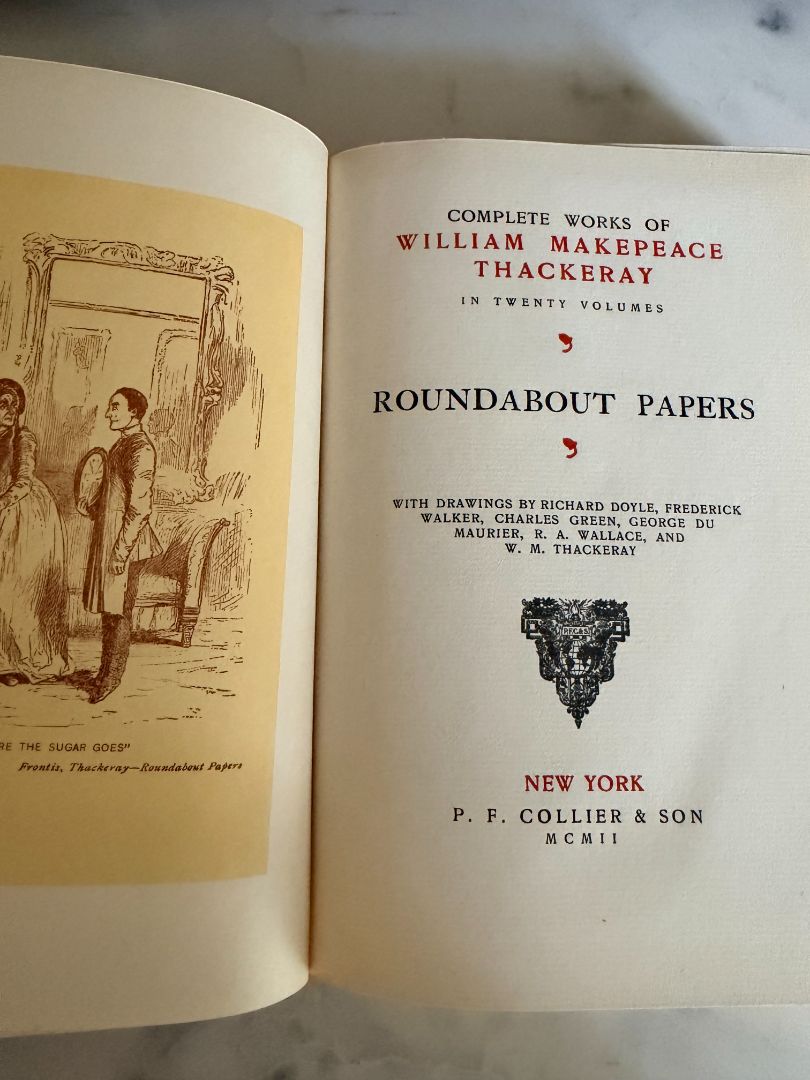 RE THE SUGAR GOES"
Frontis, Thackeray—Roundabout Papers
COMPLETE WORKS OF
WILLIAM MAKEPEACE
THACKERAY
IN TWENTY VOLUMES
ROUNDABOUT PAPERS
WITH DRAWINGS BY RICHARD DOYLE, FREDERICK
WALKER, CHARLES GREEN, GEORGE DU
MAURIER, R. A. WALLACE, AND
W. M. THACKERAY
P.F.C&S
NEW YORK
P. F. COLLIER & SON
MCMII